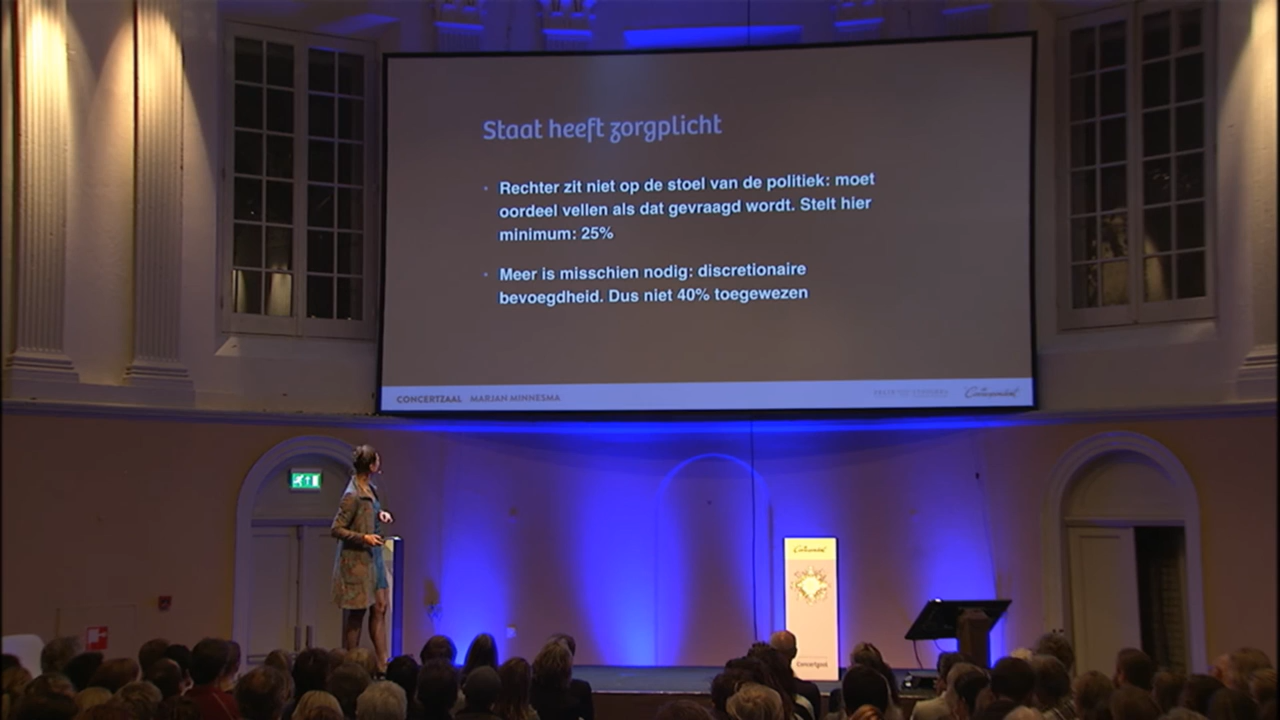 Staat heeft zorgplicht
Rechter zit niet op de stoel van de politiek: moet
oordeel vellen als dat gevraagd wordt. Stelt hier
minimum: 25%
Meer is misschien nodig: discretionaire
bevoegdheid. Dus niet 40% toegewezen
CONCERTZAAL MARJAN MINNESMA